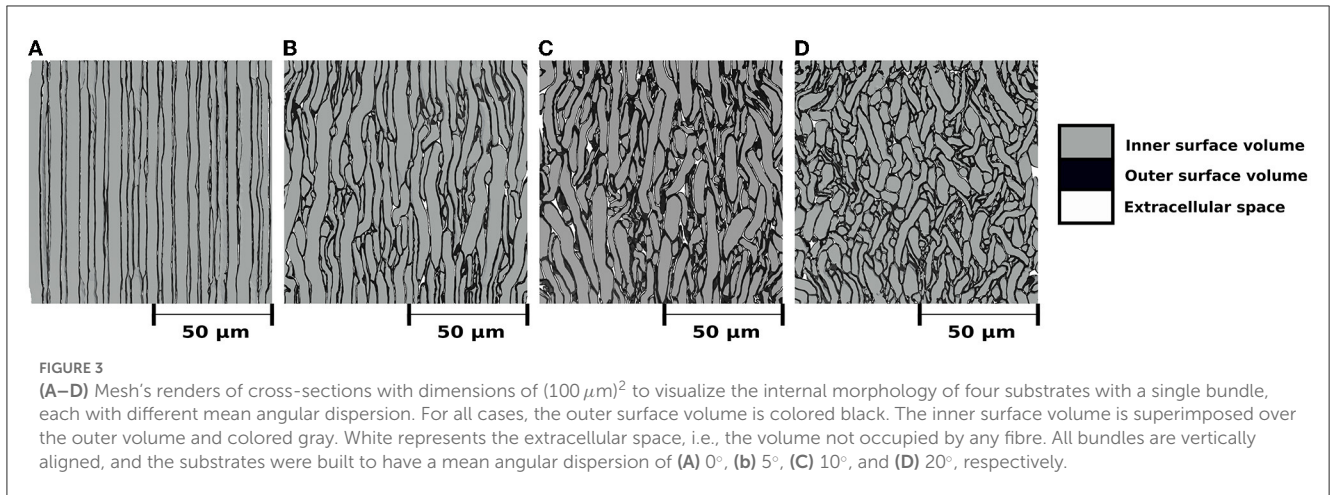 A
B
C
D
Inner surface volume
Outer surface volume
Extracellular space
50 µm
50 µm
50 µm
50 µm
FIGURE 3
(A–D) Mesh's renders of cross-sections with dimensions of (100 µm)² to visualize the internal morphology of four substrates with a single bundle,
each with different mean angular dispersion. For all cases, the outer surface volume is colored black. The inner surface volume is superimposed over
the outer volume and colored gray. White represents the extracellular space, i.e., the volume not occupied by any fibre. All bundles are vertically
aligned, and the substrates were built to have a mean angular dispersion of (A) 0°, (b) 5°, (C) 10°, and (D) 20°, respectively.